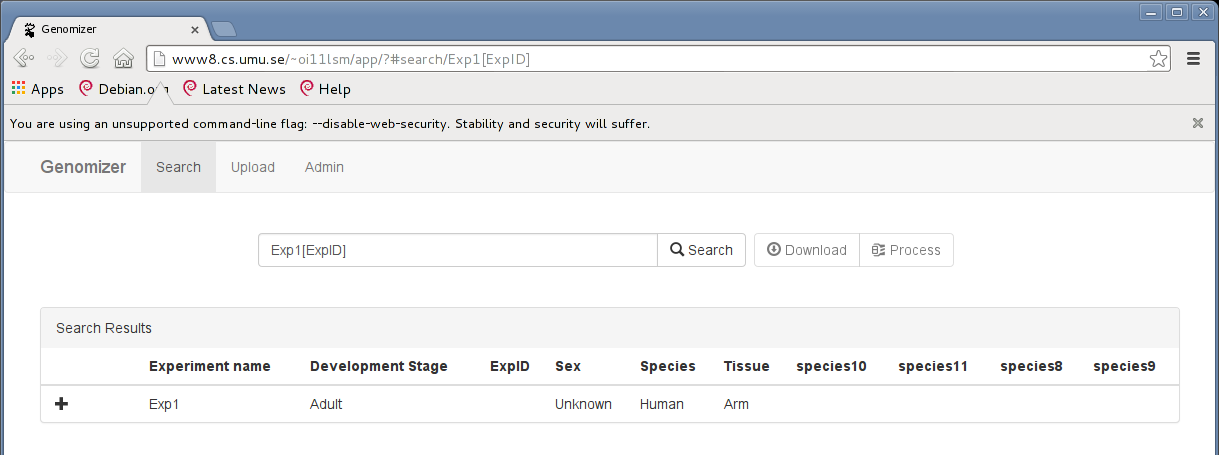 Genomizer
www8.cs.umu.se/~oi11lsm/app/?#search/Exp1[ExpID]
Apps Debian.org Latest News Help
You are using an unsupported command-line flag: --disable-web-security. Stability and security will suffer.
Genomizer Search Upload Admin
Exp1[ExpID] Search Download Process
Search Results
Experiment name Development Stage ExpID Sex Species Tissue species10 species11 species8 species9
Exp1 Adult Unknown Human Arm